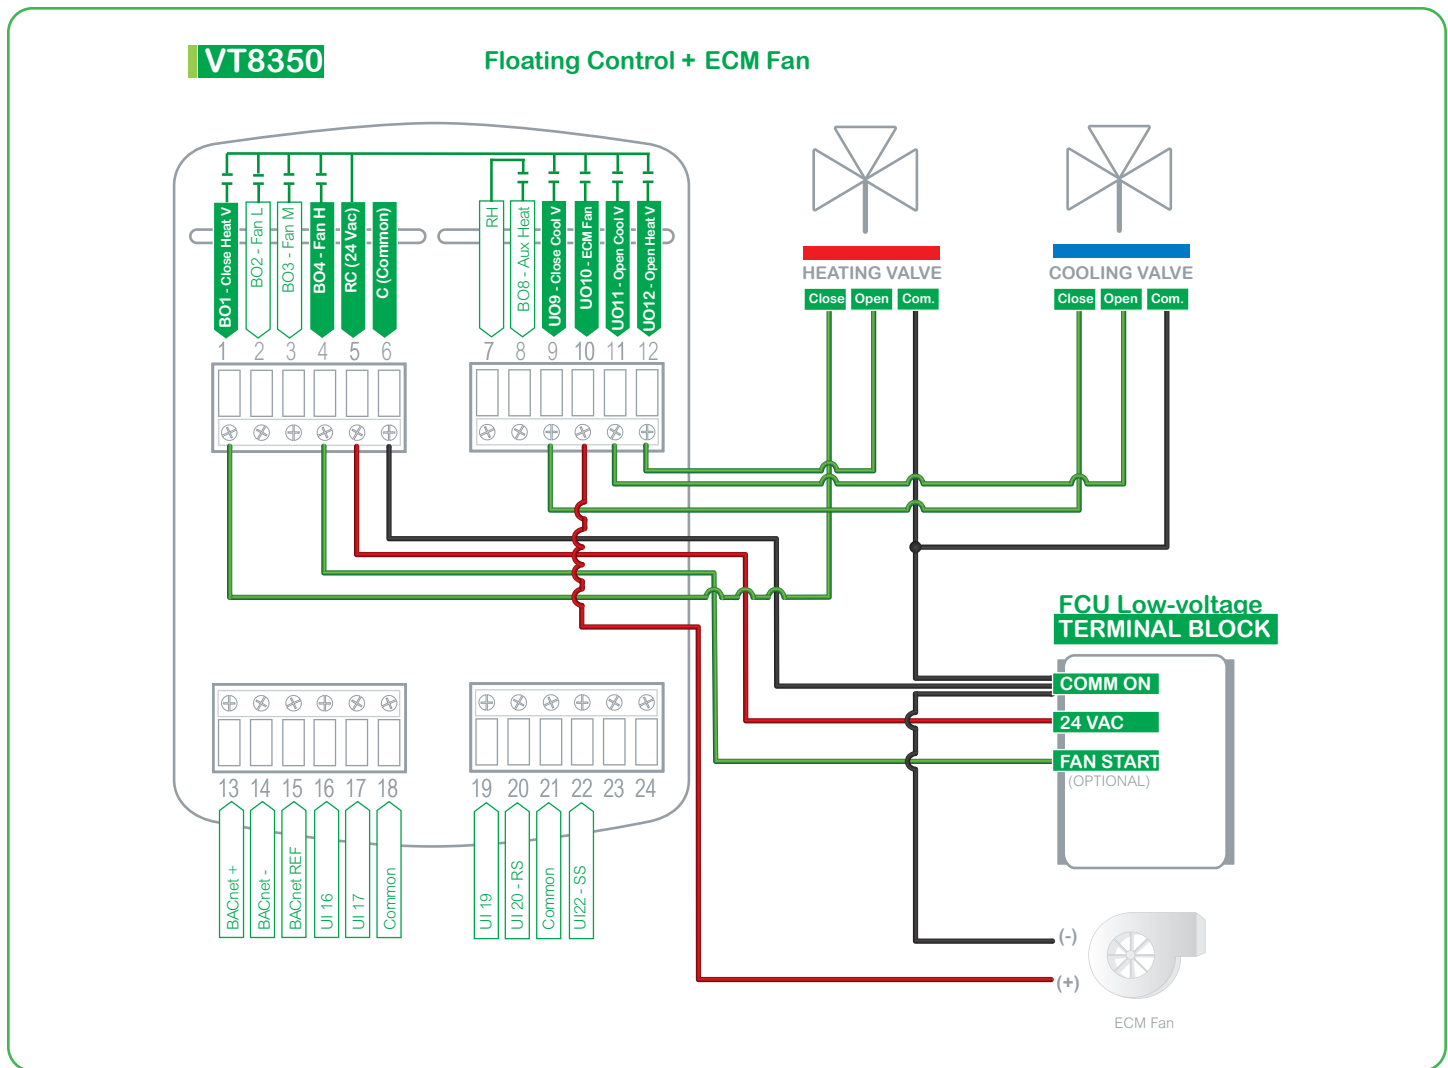 VT8350
Floating Control + ECM Fan
BO1 - Close Heat V
BO2 - Fan L
BO3 - Fan M
BO4 - Fan H
RC (24 Vac)
C (Common)
RH
BO8 - Aux Heat
UO09 - Close Cool V
UO10 - ECM Fan
UO11 - Open Cool V
UO12 - Open Heat V
1 2 3 4 5 6
7 8 9 10 11 12
HEATING VALVE
Close Open Com.
COOLING VALVE
Close Open Com.
FCU Low-voltage
TERMINAL BLOCK
COMM ON
24 VAC
FAN START
(OPTIONAL)
13 14 15 16 17 18
19 20 21 22 23 24
BACnet +
BACnet -
BACnet REF
UI 16
UI 17
Common
UI 19
UI 20 - RS
Common
UI22 - SS
(-)
(+)
ECM Fan